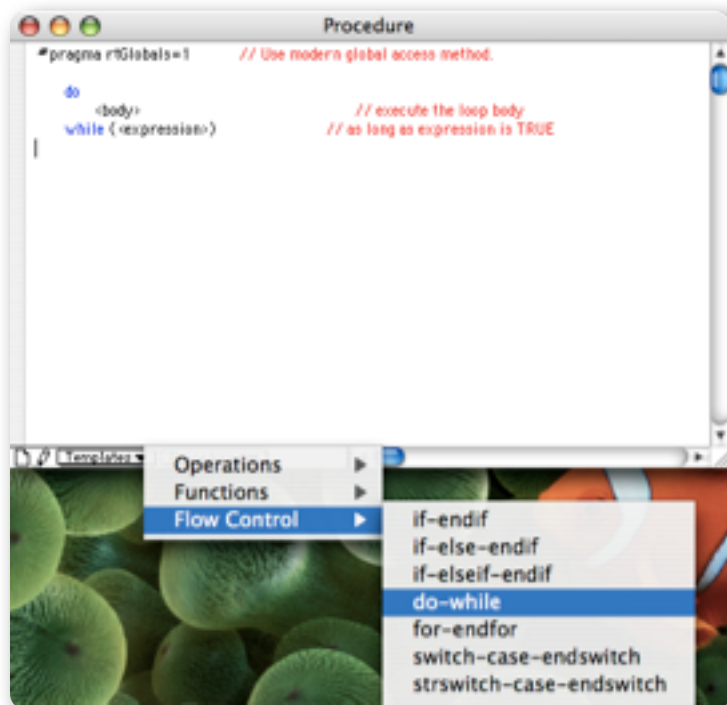 Procedure
#pragma rtGlobals=1 // Use modern global access method.
do
<body> // execute the loop body
while (<expression>) // as long as expression is TRUE
Templates
Operations
Functions
Flow Control
if-endif
if-else-endif
if-elseif-endif
do-while
for-endfor
switch-case-endswitch
strswitch-case-endswitch